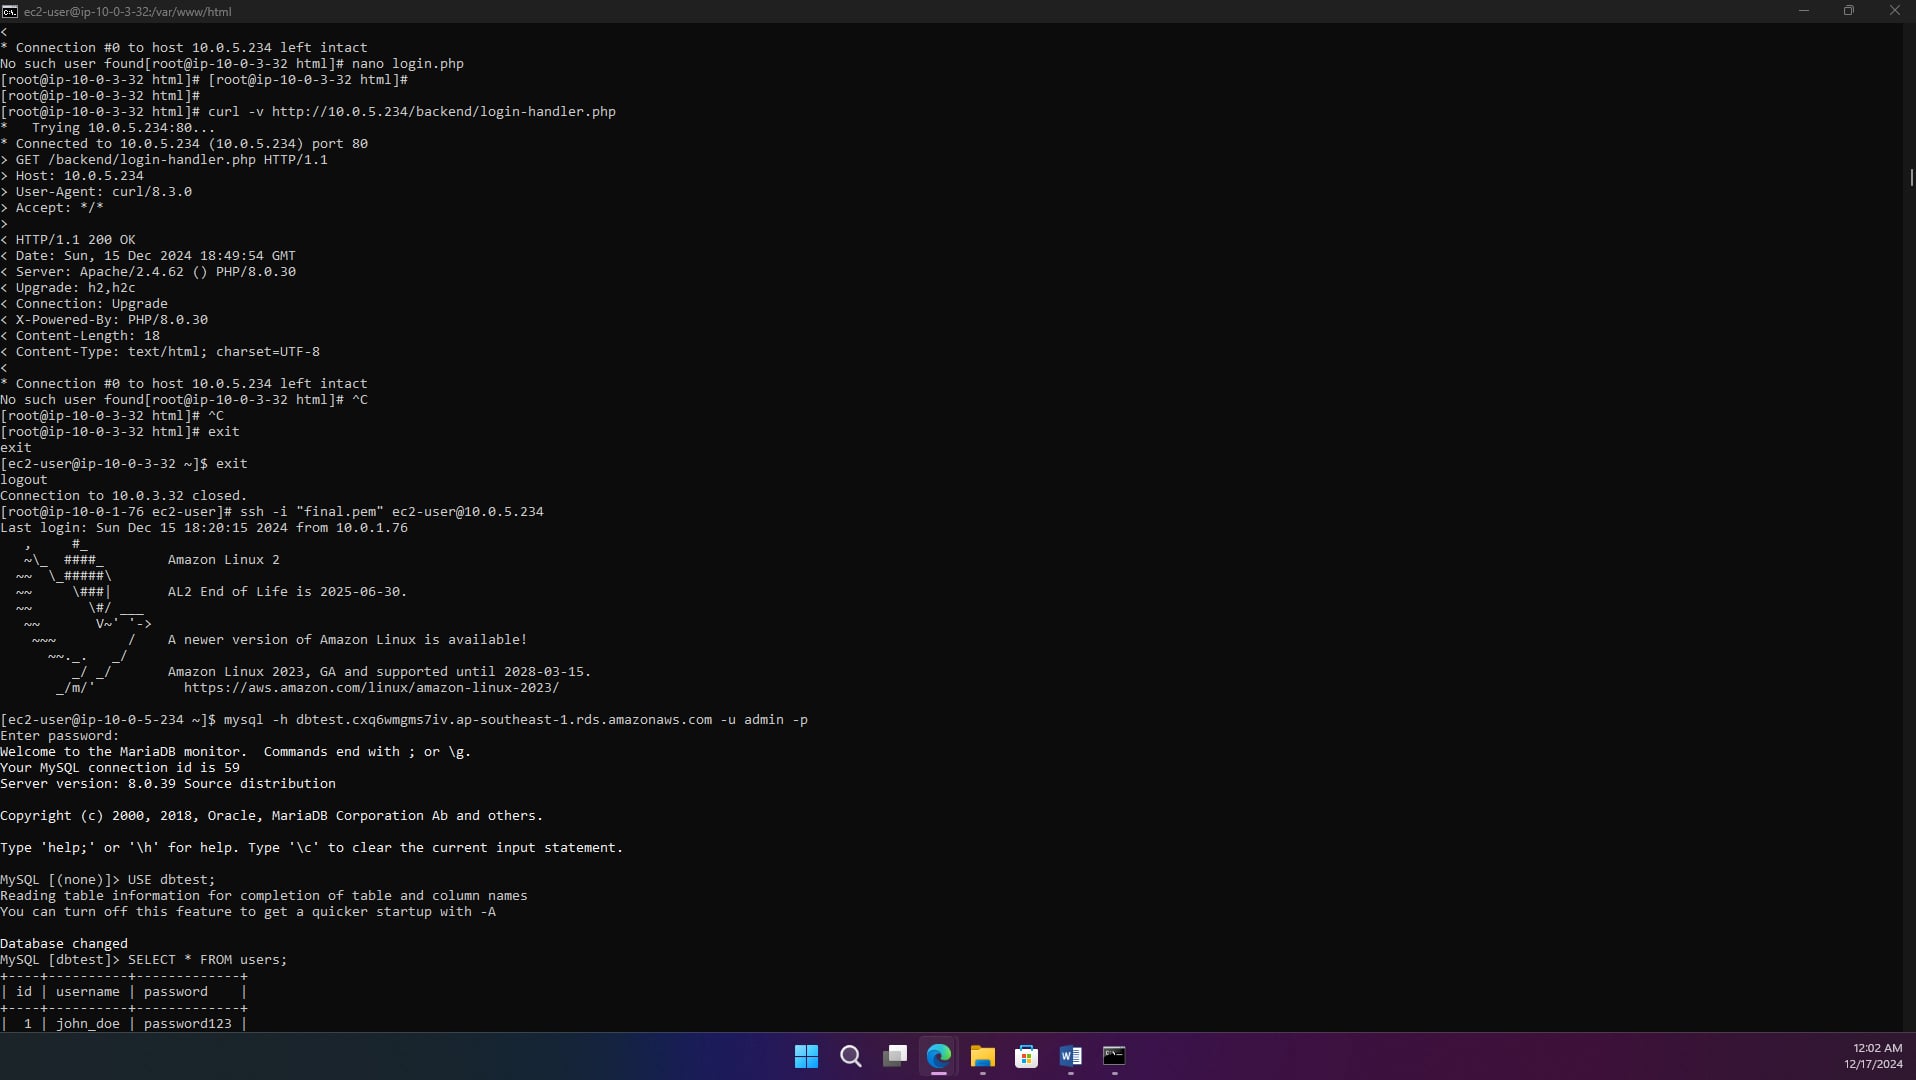 ec2-user@ip-10-0-3-32:/var/www/html
<
* Connection #0 to host 10.0.5.234 left intact
No such user found[root@ip-10-0-3-32 html]# nano login.php
[root@ip-10-0-3-32 html]# [root@ip-10-0-3-32 html]#
[root@ip-10-0-3-32 html]#
[root@ip-10-0-3-32 html]# curl -v http://10.0.5.234/backend/login-handler.php
*   Trying 10.0.5.234:80...
* Connected to 10.0.5.234 (10.0.5.234) port 80
> GET /backend/login-handler.php HTTP/1.1
> Host: 10.0.5.234
> User-Agent: curl/8.3.0
> Accept: */*
>
< HTTP/1.1 200 OK
< Date: Sun, 15 Dec 2024 18:49:54 GMT
< Server: Apache/2.4.62 () PHP/8.0.30
< Upgrade: h2,h2c
< Connection: Upgrade
< X-Powered-By: PHP/8.0.30
< Content-Length: 18
< Content-Type: text/html; charset=UTF-8
<
* Connection #0 to host 10.0.5.234 left intact
No such user found[root@ip-10-0-3-32 html]# ^C
[root@ip-10-0-3-32 html]# ^C
[root@ip-10-0-3-32 html]# exit
exit
[ec2-user@ip-10-0-3-32 ~]$ exit
logout
Connection to 10.0.3.32 closed.
[root@ip-10-0-1-76 ec2-user]# ssh -i "final.pem" ec2-user@10.0.5.234
Last login: Sun Dec 15 18:20:15 2024 from 10.0.1.76
   ,     #_
   ~\_  ####_        Amazon Linux 2
  ~~  \_#####\
  ~~     \###|       AL2 End of Life is 2025-06-30.
  ~~       \#/ ___
   ~~       V~' '->
    ~~~         /    A newer version of Amazon Linux is available!
      ~~._.   _/
         _/ _/       Amazon Linux 2023, GA and supported until 2028-03-15.
       _/m/'           https://aws.amazon.com/linux/amazon-linux-2023/
[ec2-user@ip-10-0-5-234 ~]$ mysql -h dbtest.cxq6wmgms7iv.ap-southeast-1.rds.amazonaws.com -u admin -p
Enter password:
Welcome to the MariaDB monitor.  Commands end with ; or \g.
Your MySQL connection id is 59
Server version: 8.0.39 Source distribution
Copyright (c) 2000, 2018, Oracle, MariaDB Corporation Ab and others.
Type 'help;' or '\h' for help. Type '\c' to clear the current input statement.
MySQL [(none)]> USE dbtest;
Reading table information for completion of table and column names
You can turn off this feature to get a quicker startup with -A
Database changed
MySQL [dbtest]> SELECT * FROM users;
+----+----------+-------------+
| id | username | password    |
+----+----------+-------------+
|  1 | john_doe | password123 |
12:02 AM
12/17/2024